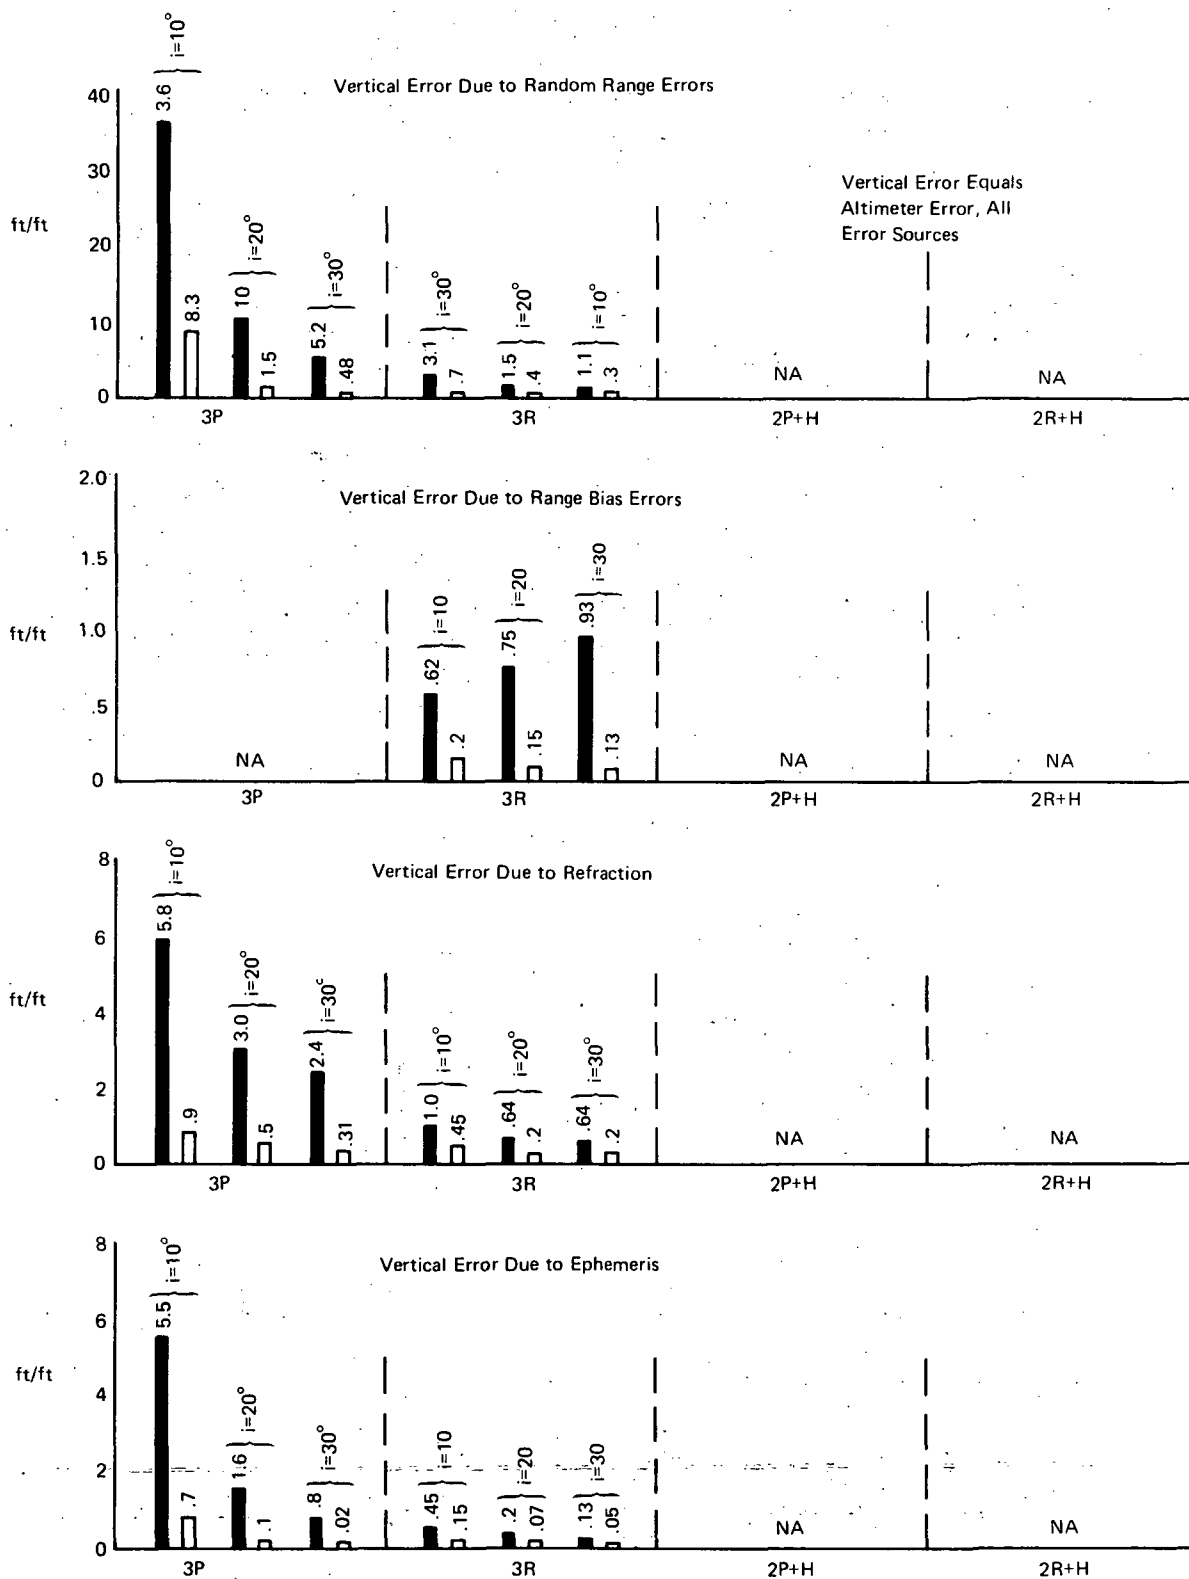 Vertical Error Due to Random Range Errors
ft/ft
40
30
20
10
0
i=10°
3.6
8.3
i=20°
10
1.5
i=30°
5.2
.48
i=30°
3.1
.7
i=20°
1.5
.4
i=10°
1.1
.3
Vertical Error Equals
Altimeter Error, All
Error Sources
NA
NA
3P
3R
2P+H
2R+H
Vertical Error Due to Range Bias Errors
ft/ft
2.0
1.5
1.0
.5
0
NA
i=10
.62
.2
i=20
.75
.15
i=30
.93
.13
NA
NA
3P
3R
2P+H
2R+H
Vertical Error Due to Refraction
ft/ft
8
6
4
2
0
i=10°
5.8
.9
i=20°
3.0
.5
i=30°
2.4
.31
i=10°
1.0
.45
i=20°
.64
.2
i=30°
.64
.2
NA
NA
3P
3R
2P+H
2R+H
Vertical Error Due to Ephemeris
ft/ft
8
6
4
2
0
i=10°
5.5
.7
i=20°
1.6
.1
i=30°
.8
.02
i=10
.45
.15
i=20
.2
.07
i=30
.13
.05
NA
NA
3P
3R
2P+H
2R+H